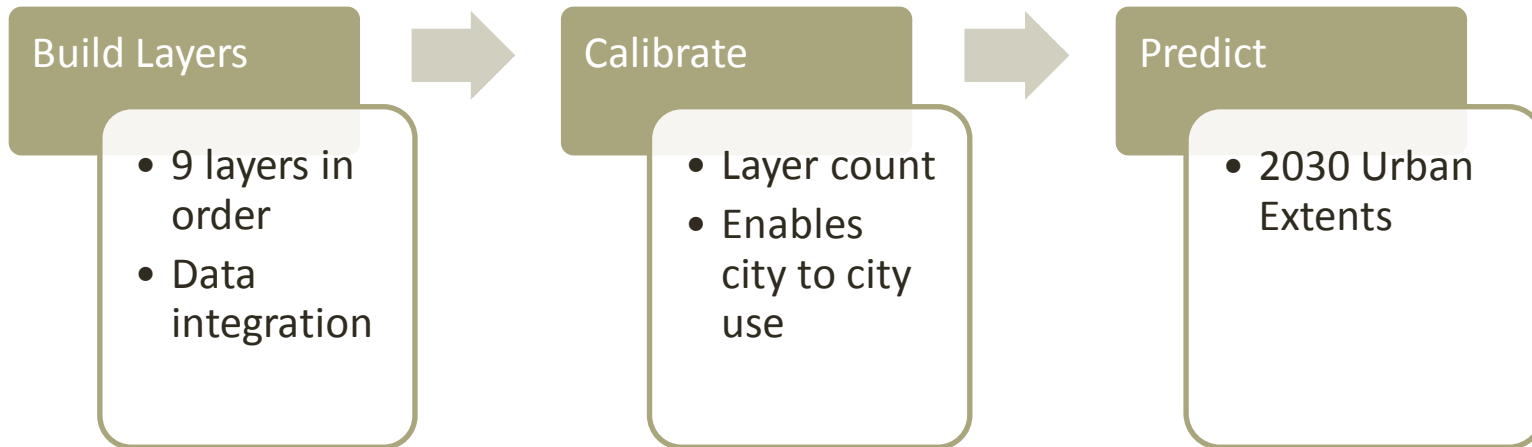 Build Layers
• 9 layers in
order
• Data
integration
Calibrate
• Layer count
• Enables
city to city
use
Predict
• 2030 Urban
Extents